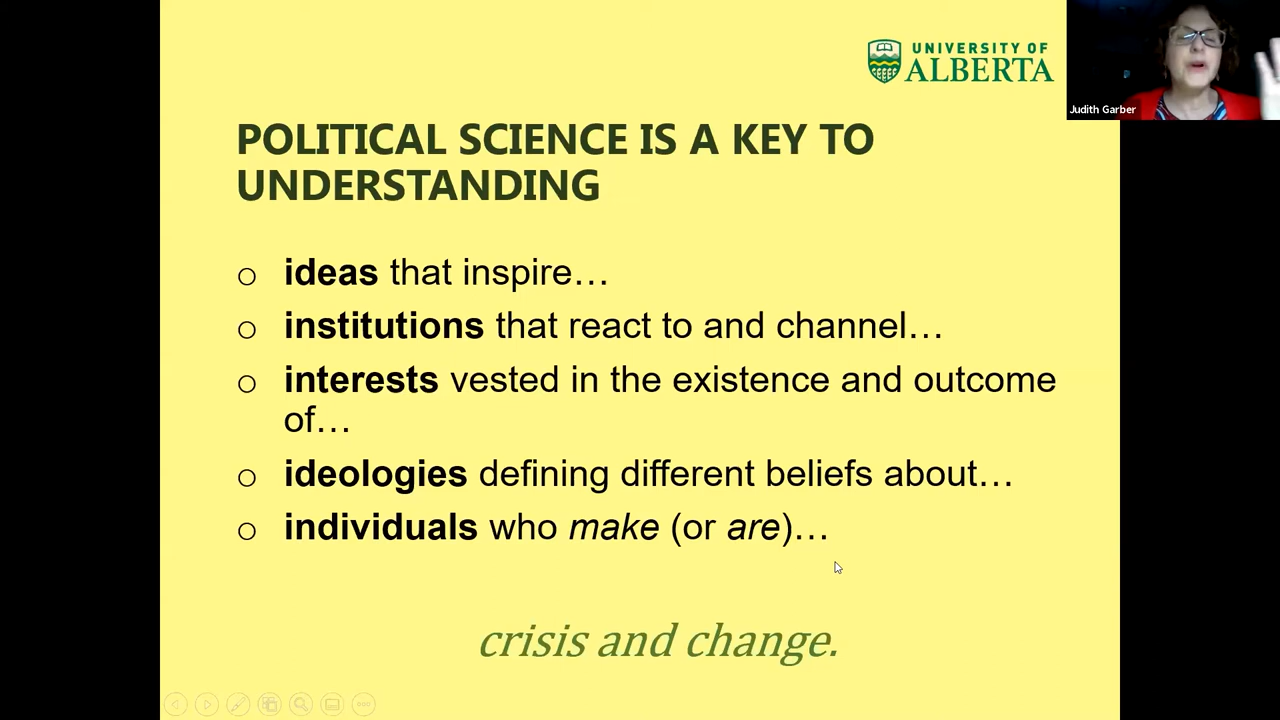 UNIVERSITY OF
ALBERTA
Judith Garber
POLITICAL SCIENCE IS A KEY TO
UNDERSTANDING
o ideas that inspire…
o institutions that react to and channel…
o interests vested in the existence and outcome
of…
o ideologies defining different beliefs about…
o individuals who make (or are)…
crisis and change.